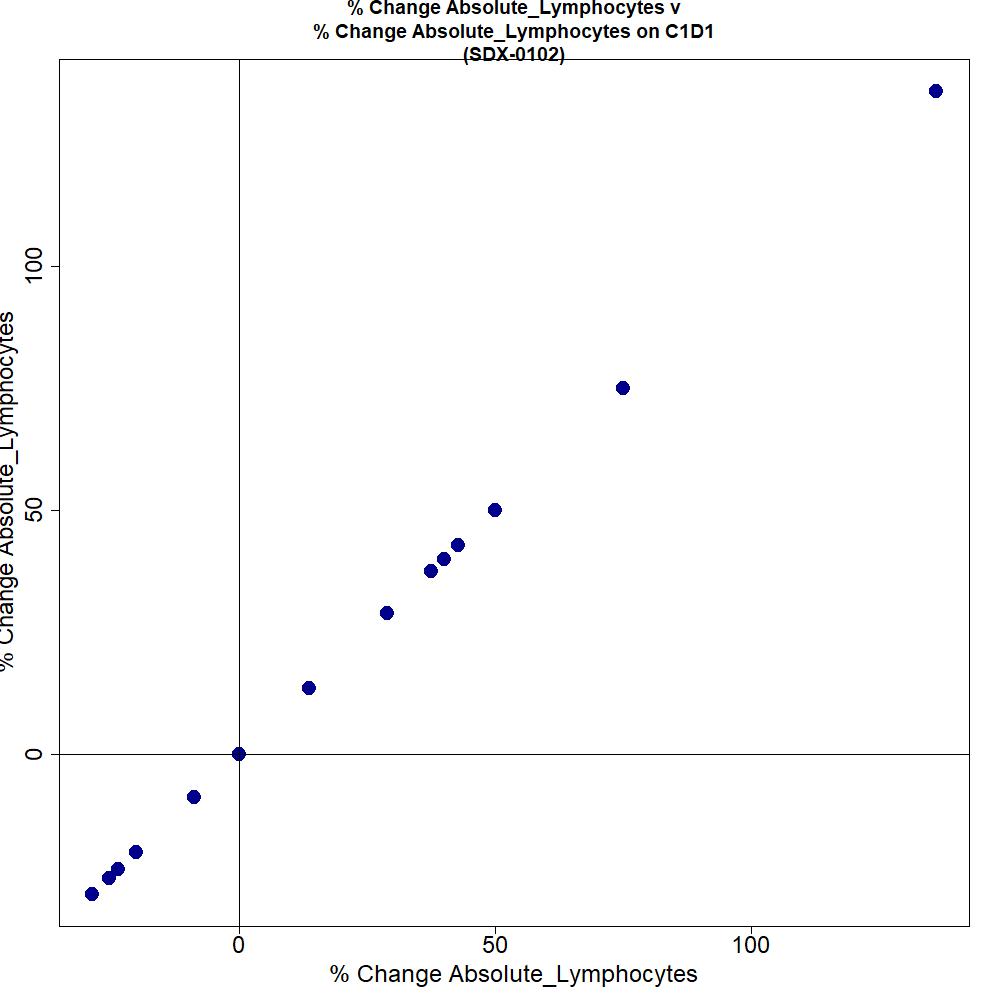 % Change Absolute_Lymphocytes v
% Change Absolute_Lymphocytes on C1D1
(SDX-0102)
% Change Absolute_Lymphocytes
100
50
0
0
50
100
% Change Absolute_Lymphocytes